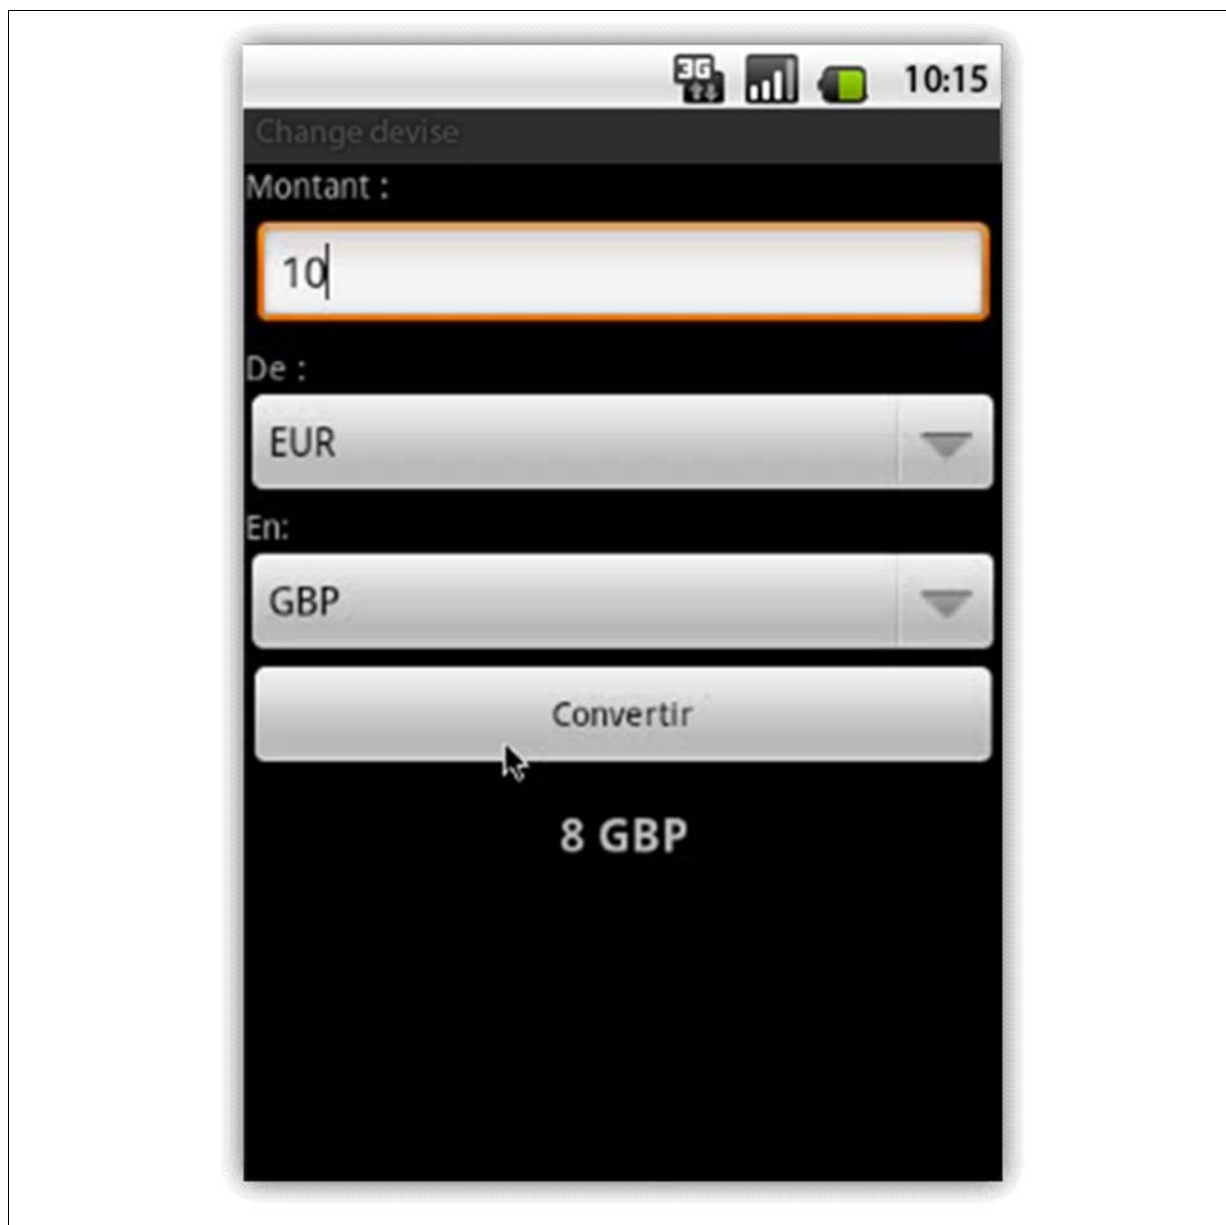 3G 10:15
Change devise
Montant :
10
De :
EUR
En:
GBP
Convertir
8 GBP